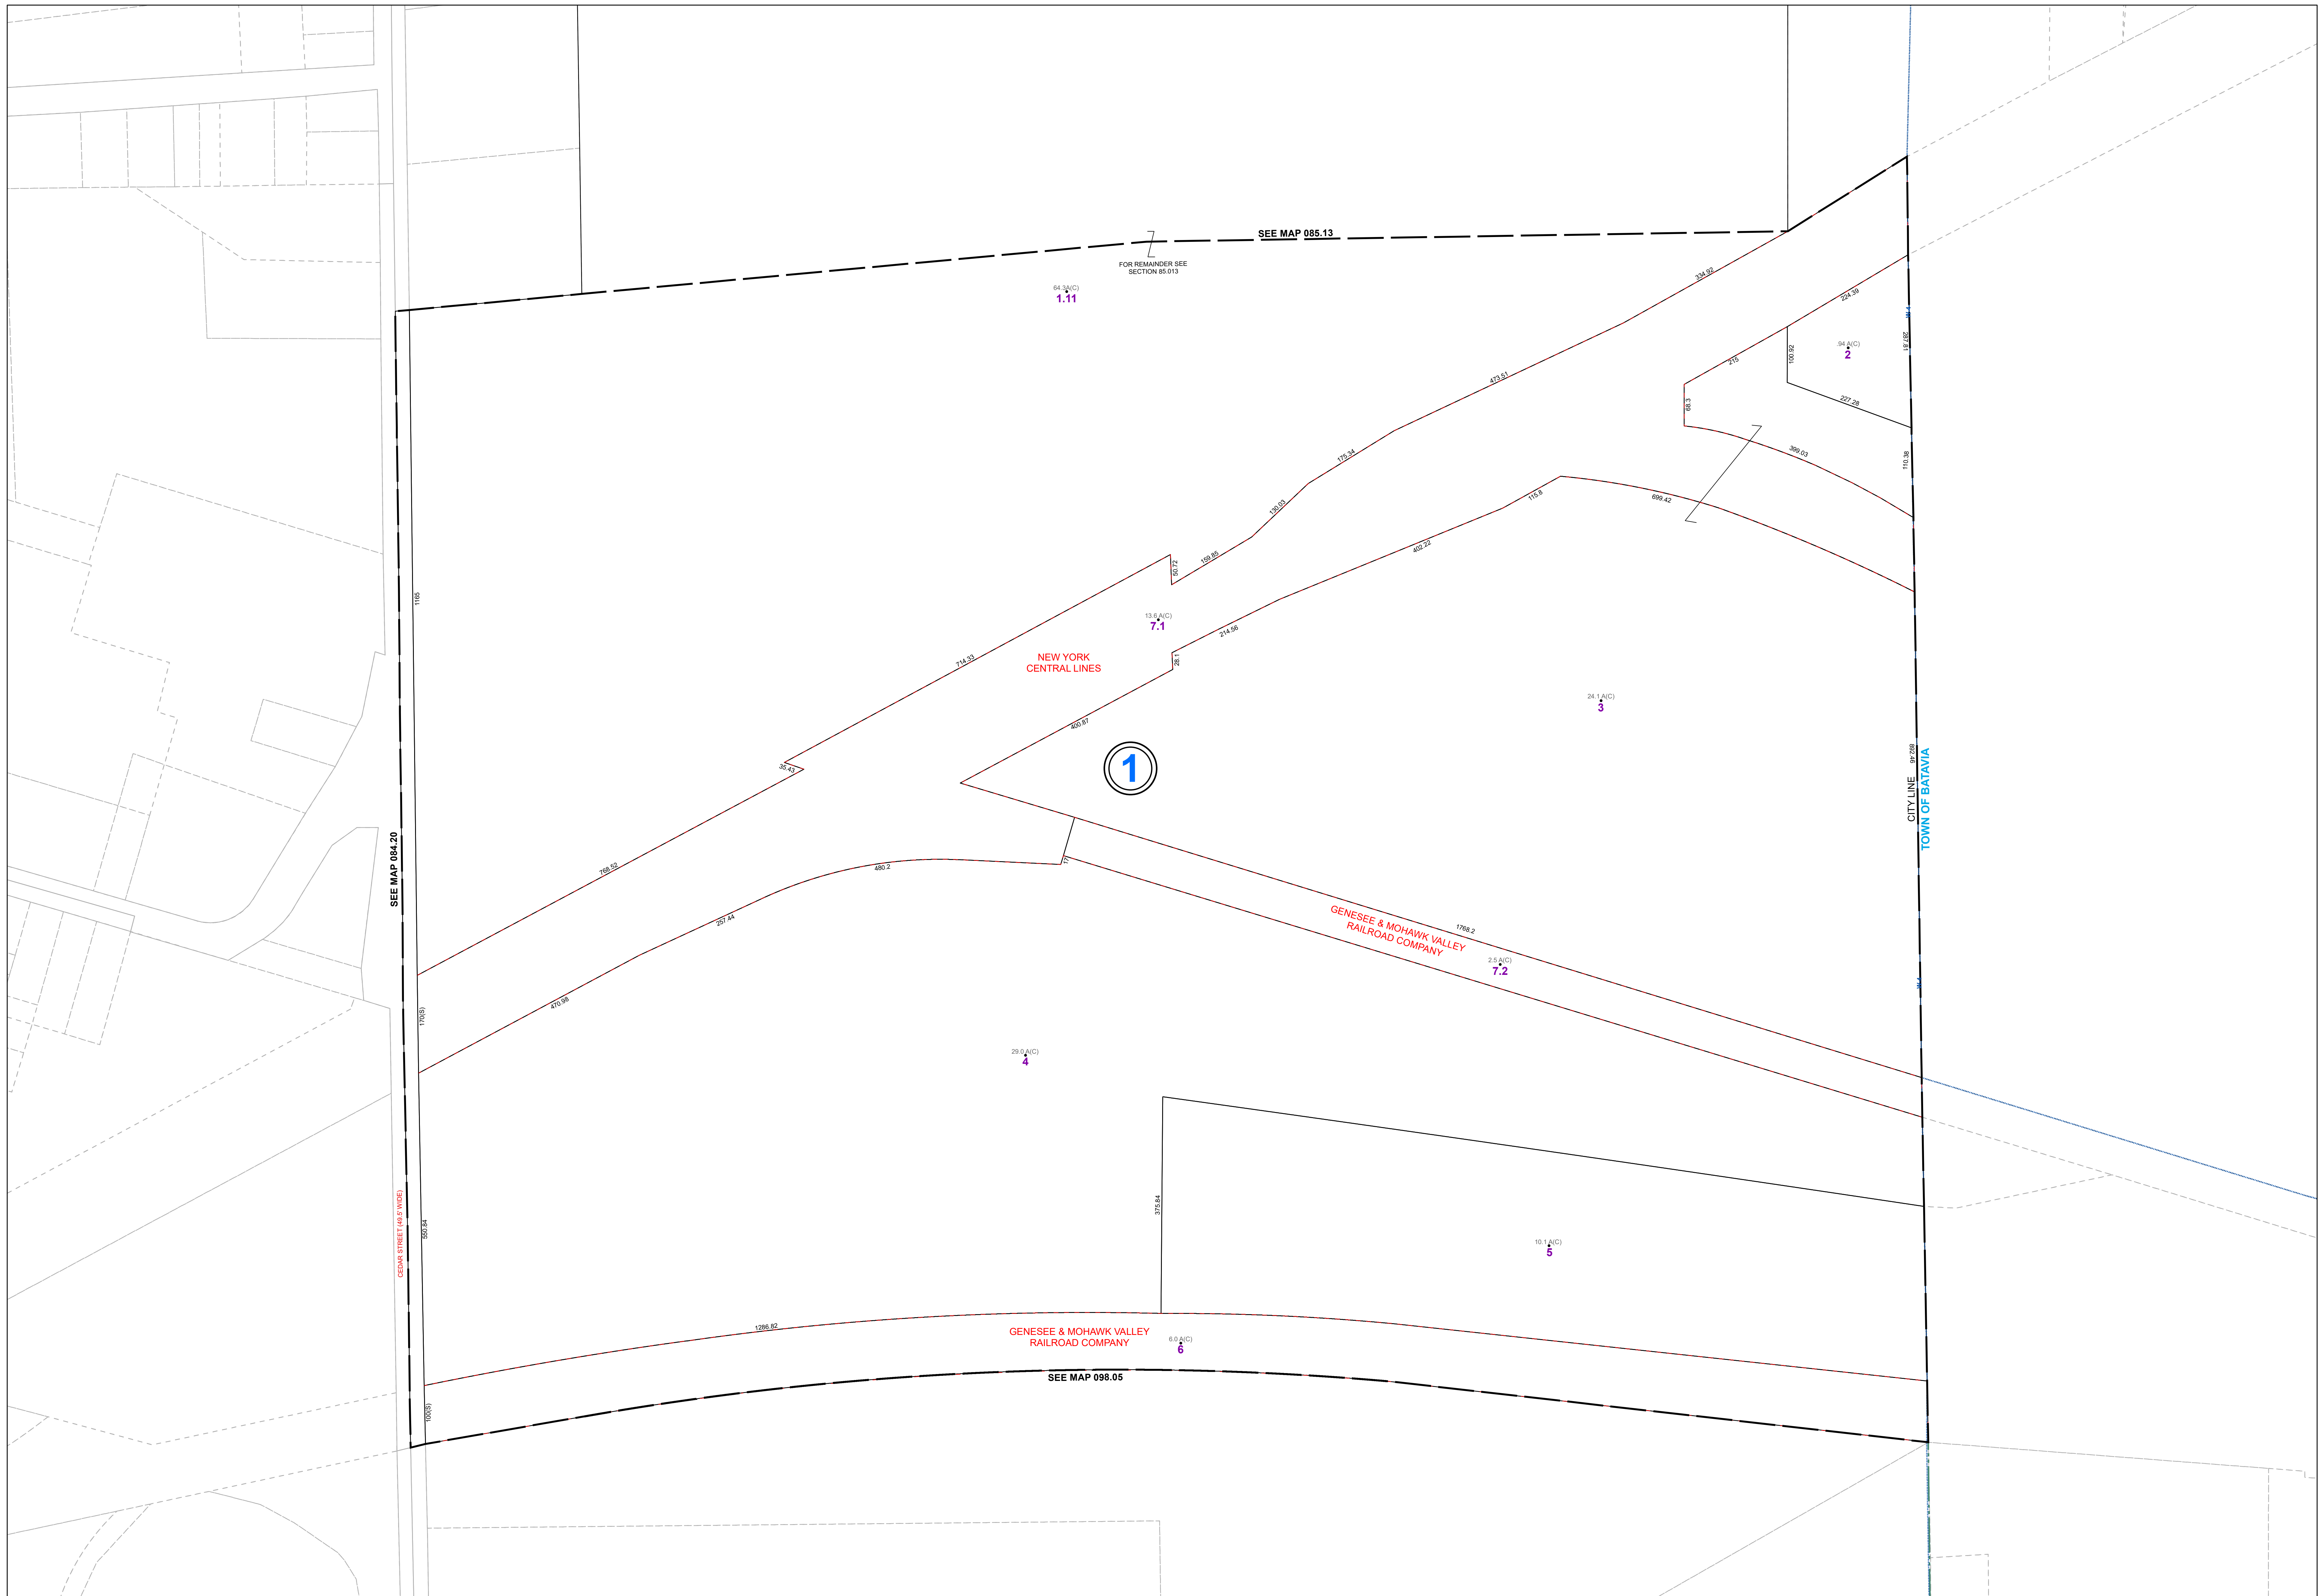 SEE MAP 085.13
FOR REMAINDER SEE
SECTION 85.013
64.3A(C)
1.11
334.92
224.39
287.81
.94 A(C)
2
100.92
215
227.28
68.3
473.51
399.03
110.38
175.34
115.8
699.42
130.03
402.22
159.85
50.72
1165
13.6 A(C)
7.1
214.56
28.1
NEW YORK
CENTRAL LINES
714.33
24.1 A(C)
3
400.87
1
35.43
892.46
CITY LINE
TOWN OF BATAVIA
SEE MAP 084.20
768.52
480.2
17
257.44
GENESEE & MOHAWK VALLEY
RAILROAD COMPANY
1768.2
2.5 A(C)
7.2
470.98
170(S)
29.0 A(C)
4
375.84
CEDAR STREET (49.5' WIDE)
550.84
10.1 A(C)
5
1286.82
GENESEE & MOHAWK VALLEY
RAILROAD COMPANY
6.0 A(C)
6
SEE MAP 098.05
100(S)